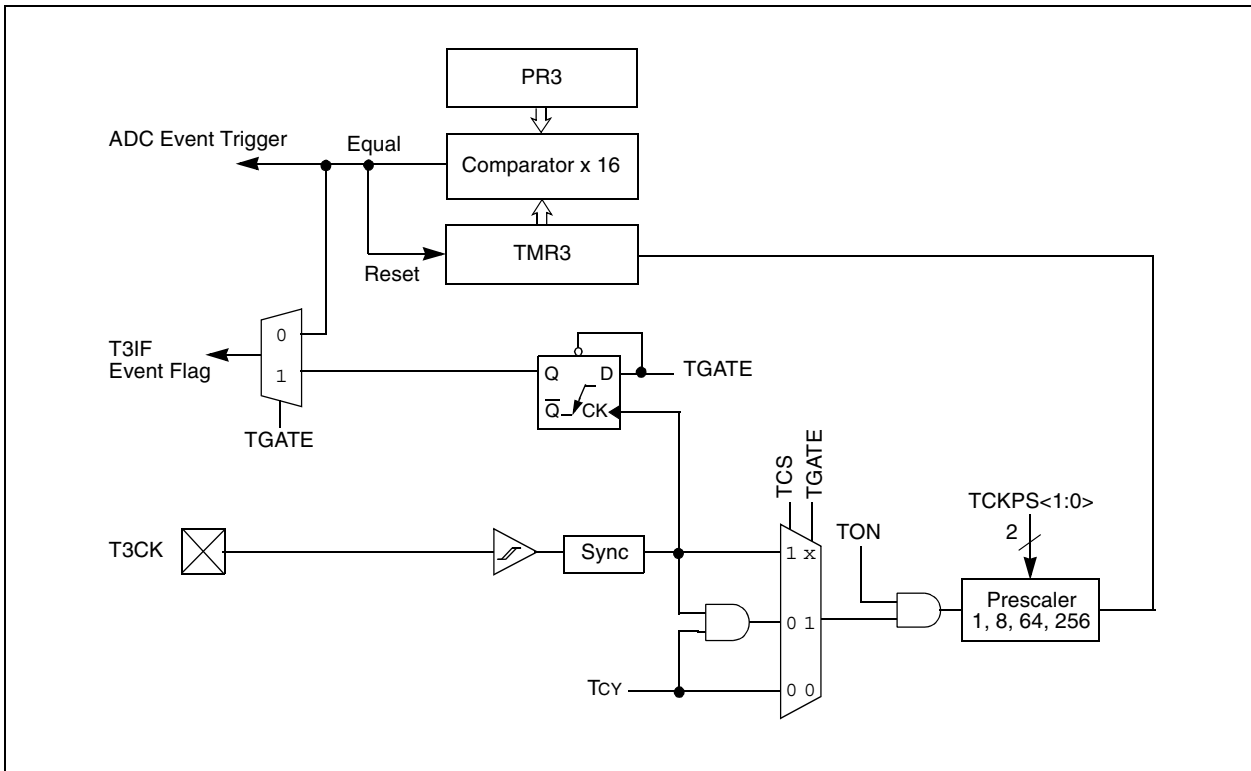 PR3
ADC Event Trigger
Equal
Comparator x 16
TMR3
Reset
0
T3IF
Event Flag
1
Q D
TGATE
Q CK
TGATE
TCS
TGATE
TCKPS<1:0>
2
T3CK
Sync
1 x
TON
Prescaler
1, 8, 64, 256
0 1
TCY
0 0